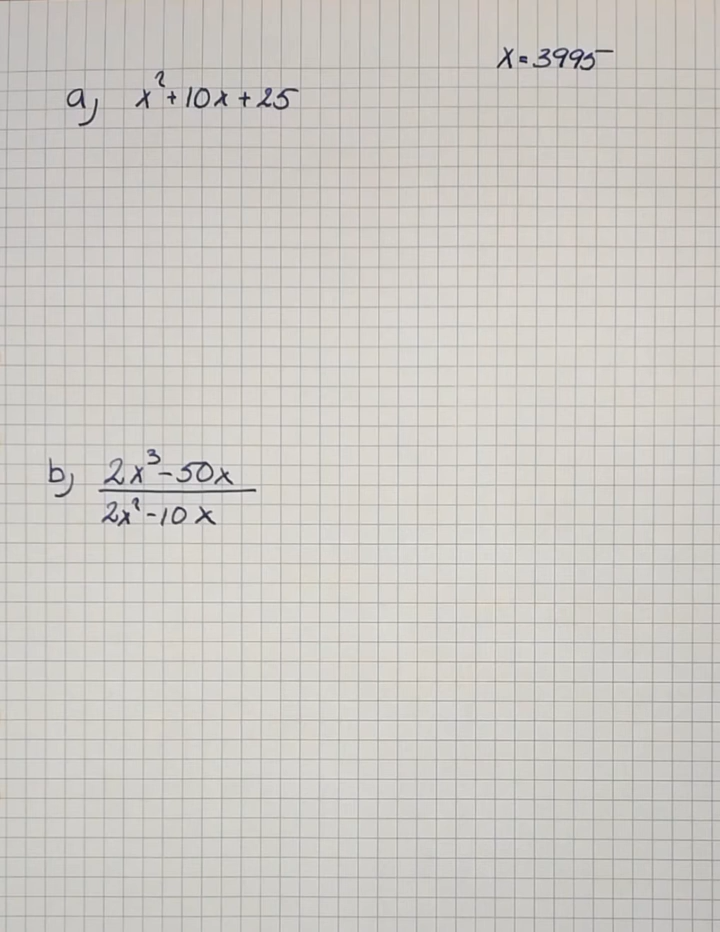 x = 3995
a) x²+10x+25
b) 2x³-50x
2x²-10x